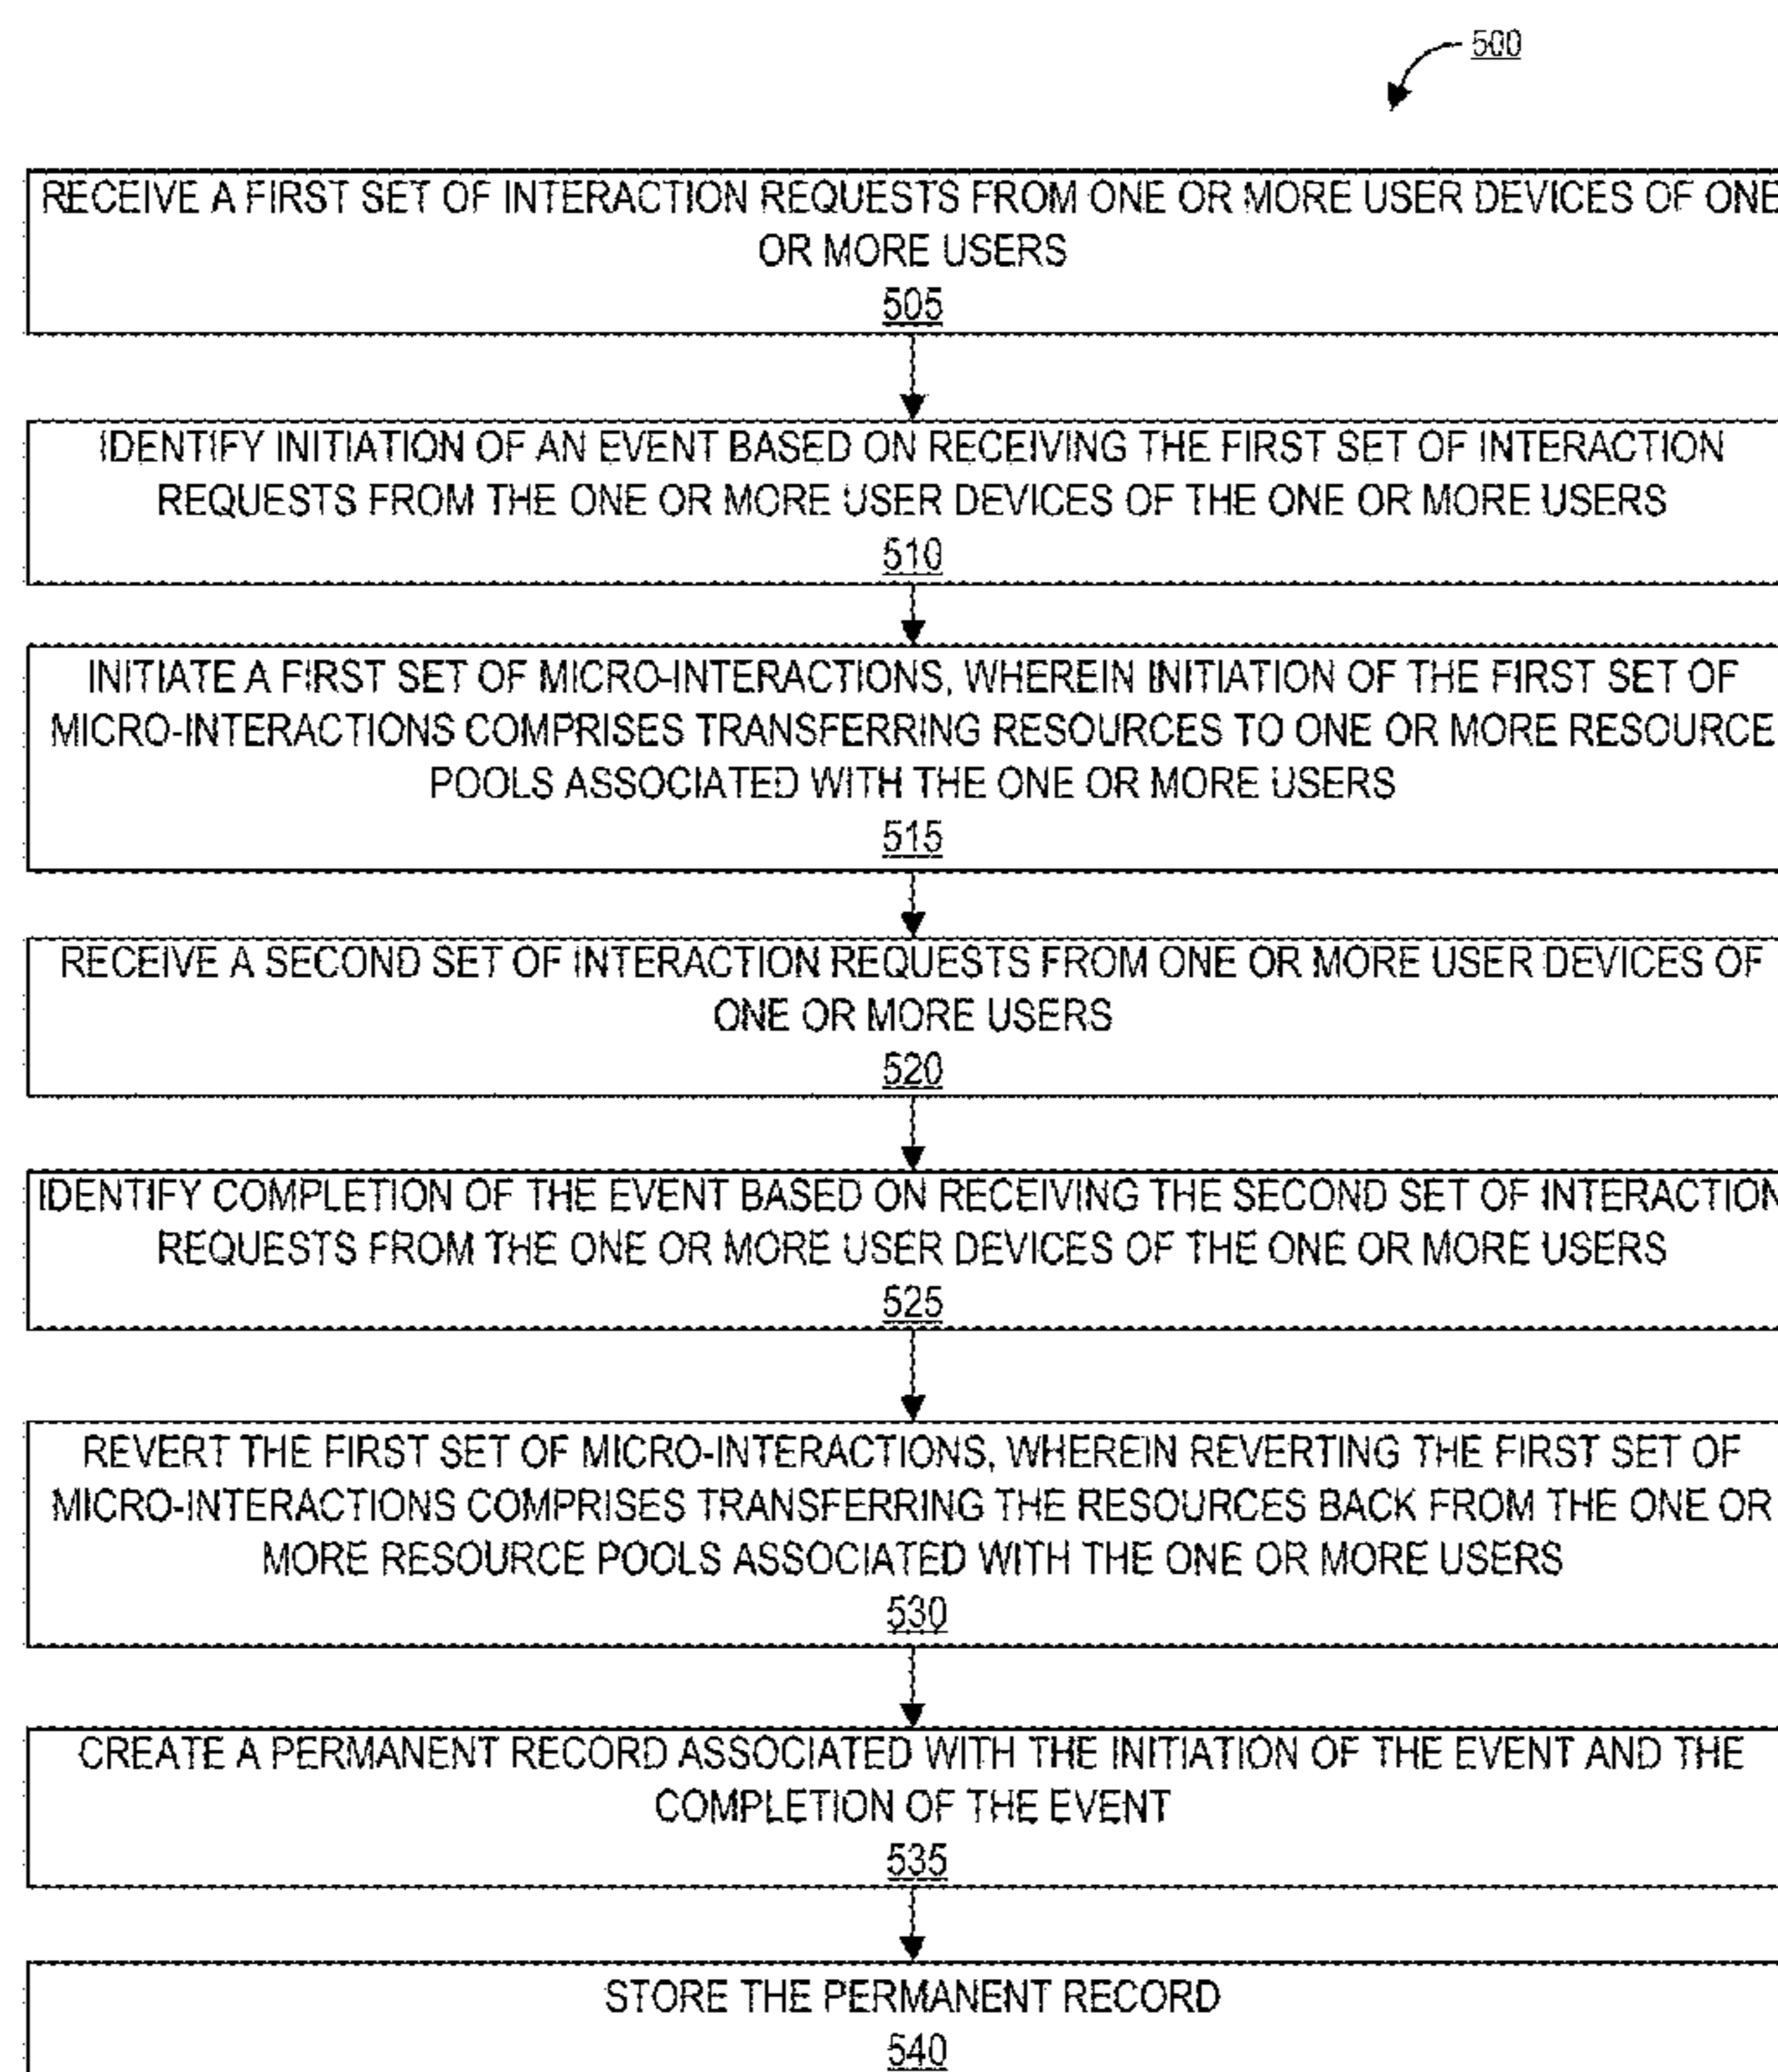 500
RECEIVE A FIRST SET OF INTERACTION REQUESTS FROM ONE OR MORE USER DEVICES OF ONE
OR MORE USERS
505
IDENTIFY INITIATION OF AN EVENT BASED ON RECEIVING THE FIRST SET OF INTERACTION
REQUESTS FROM THE ONE OR MORE USER DEVICES OF THE ONE OR MORE USERS
510
INITIATE A FIRST SET OF MICRO-INTERACTIONS, WHEREIN INITIATION OF THE FIRST SET OF
MICRO-INTERACTIONS COMPRISES TRANSFERRING RESOURCES TO ONE OR MORE RESOURCE
POOLS ASSOCIATED WITH THE ONE OR MORE USERS
515
RECEIVE A SECOND SET OF INTERACTION REQUESTS FROM ONE OR MORE USER DEVICES OF
ONE OR MORE USERS
520
IDENTIFY COMPLETION OF THE EVENT BASED ON RECEIVING THE SECOND SET OF INTERACTION
REQUESTS FROM THE ONE OR MORE USER DEVICES OF THE ONE OR MORE USERS
525
REVERT THE FIRST SET OF MICRO-INTERACTIONS, WHEREIN REVERTING THE FIRST SET OF
MICRO-INTERACTIONS COMPRISES TRANSFERRING THE RESOURCES BACK FROM THE ONE OR
MORE RESOURCE POOLS ASSOCIATED WITH THE ONE OR MORE USERS
530
CREATE A PERMANENT RECORD ASSOCIATED WITH THE INITIATION OF THE EVENT AND THE
COMPLETION OF THE EVENT
535
STORE THE PERMANENT RECORD
540